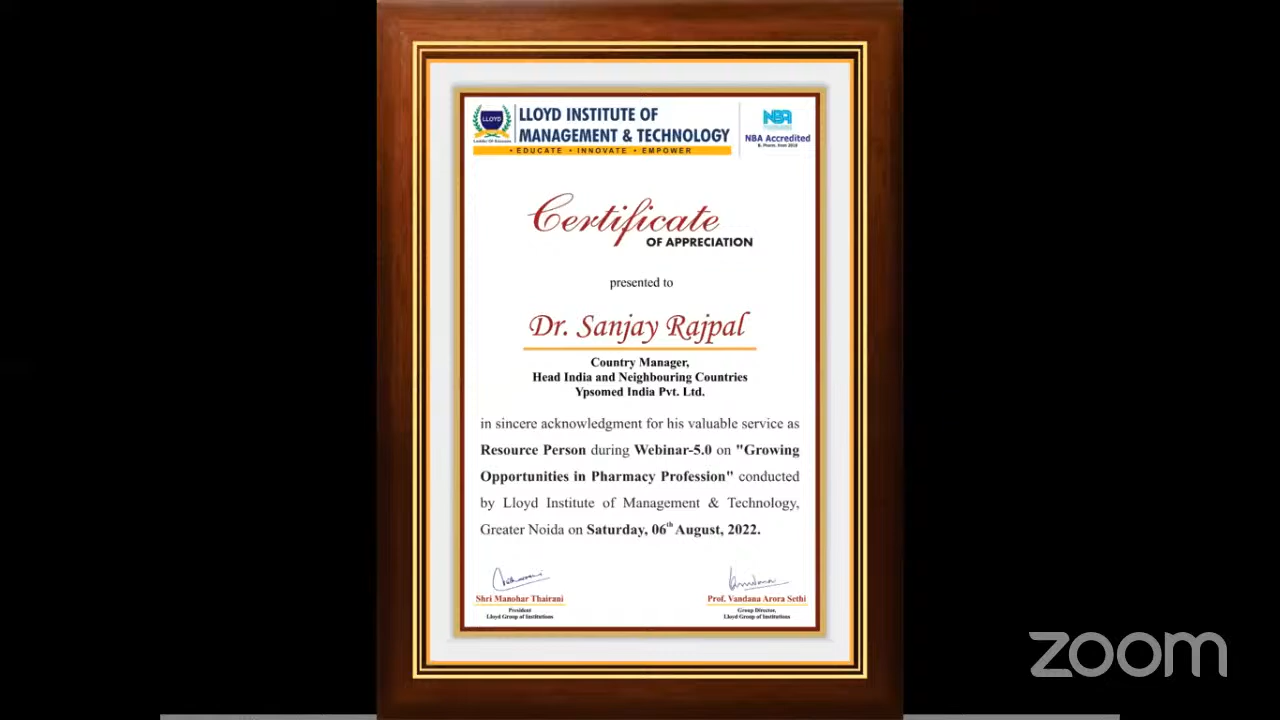 LLOYD
LLOYD INSTITUTE OF
MANAGEMENT & TECHNOLOGY
• EDUCATE • INNOVATE • EMPOWER
NBA
NBA Accredited
Certificate
OF APPRECIATION
presented to
Dr. Sanjay Rajpal
Country Manager,
Head India and Neighbouring Countries
Ypsomed India Pvt. Ltd.
in sincere acknowledgment for his valuable service as
Resource Person during Webinar-5.0 on "Growing
Opportunities in Pharmacy Profession" conducted
by Lloyd Institute of Management & Technology,
Greater Noida on Saturday, 06th August, 2022.
Shri Manohar Thairani
President
Lloyd Group of Institutions
Prof. Vandana Arora Sethi
Group Director,
Lloyd Group of Institutions
zoom